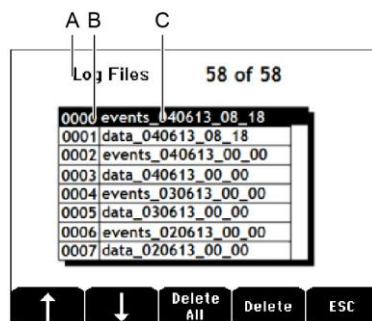 A B C
Log Files 58 of 58
0000 events_040613_08_18
0001 data_040613_08_18
0002 events_040613_00_00
0003 data_040613_00_00
0004 events_030613_00_00
0005 data_030613_00_00
0006 events_020613_00_00
0007 data_020613_00_00
↑ ↓ Delete All Delete ESC